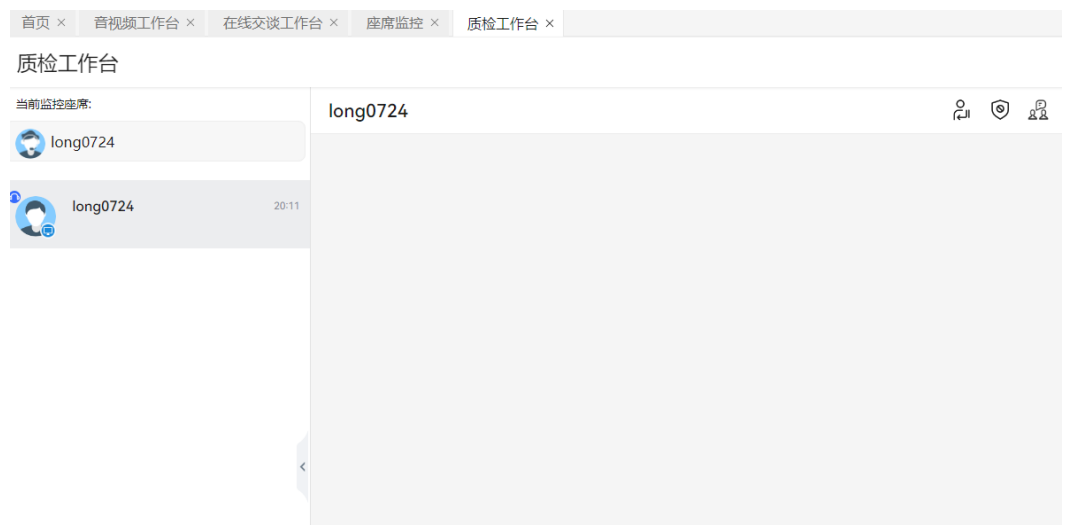 首页 × 音视频工作台 × 在线交谈工作台 × 座席监控 × 质检工作台 ×
质检工作台
当前监控座席:
long0724
long0724
long0724 20:11